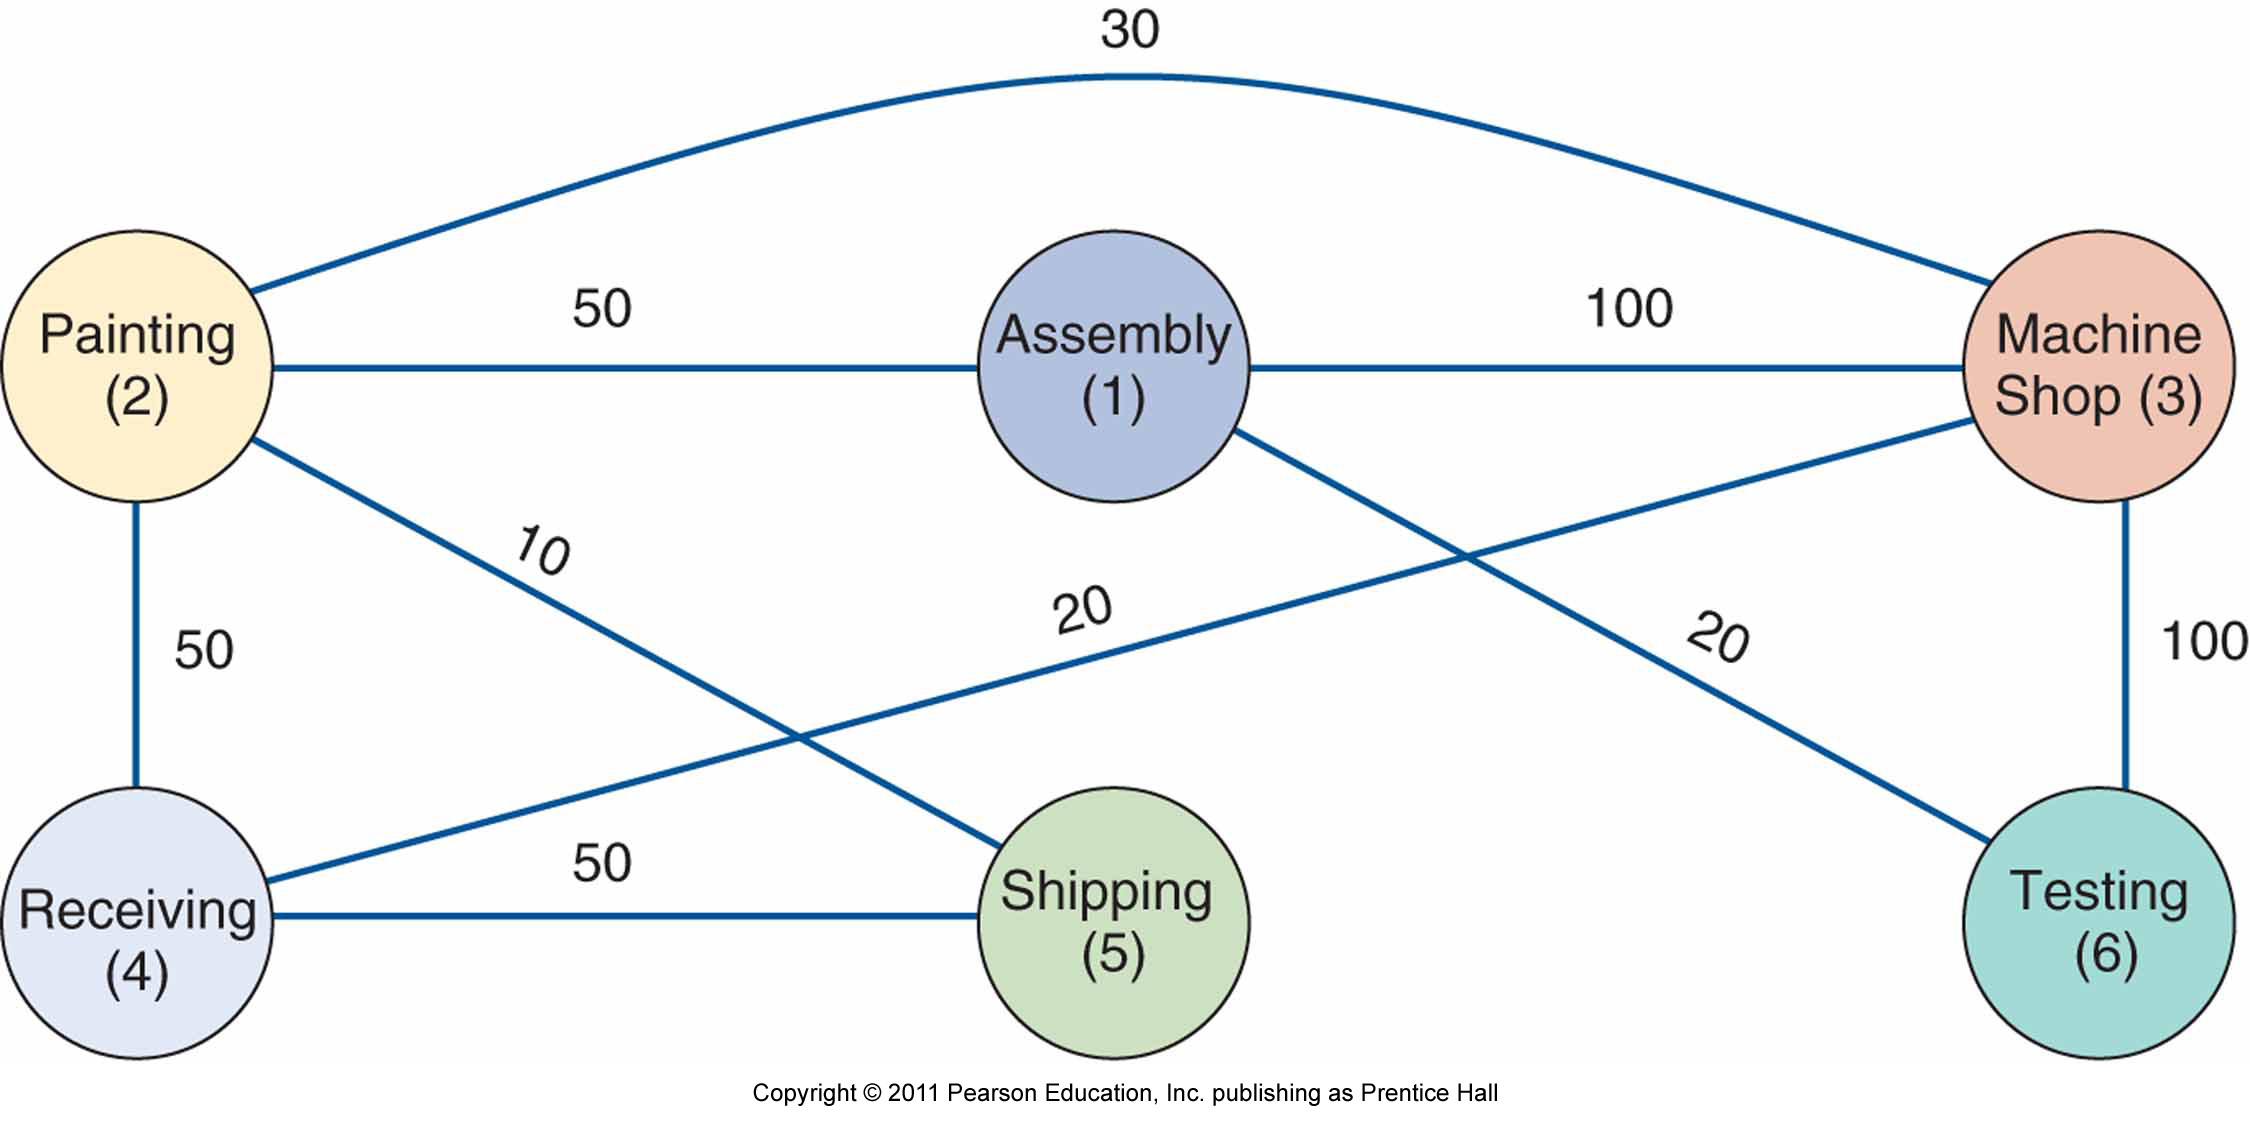 30
50
100
Painting
(2)
Assembly
(1)
Machine
Shop (3)
10
20
20
50
100
50
Receiving
(4)
Shipping
(5)
Testing
(6)
Copyright © 2011 Pearson Education, Inc. publishing as Prentice Hall